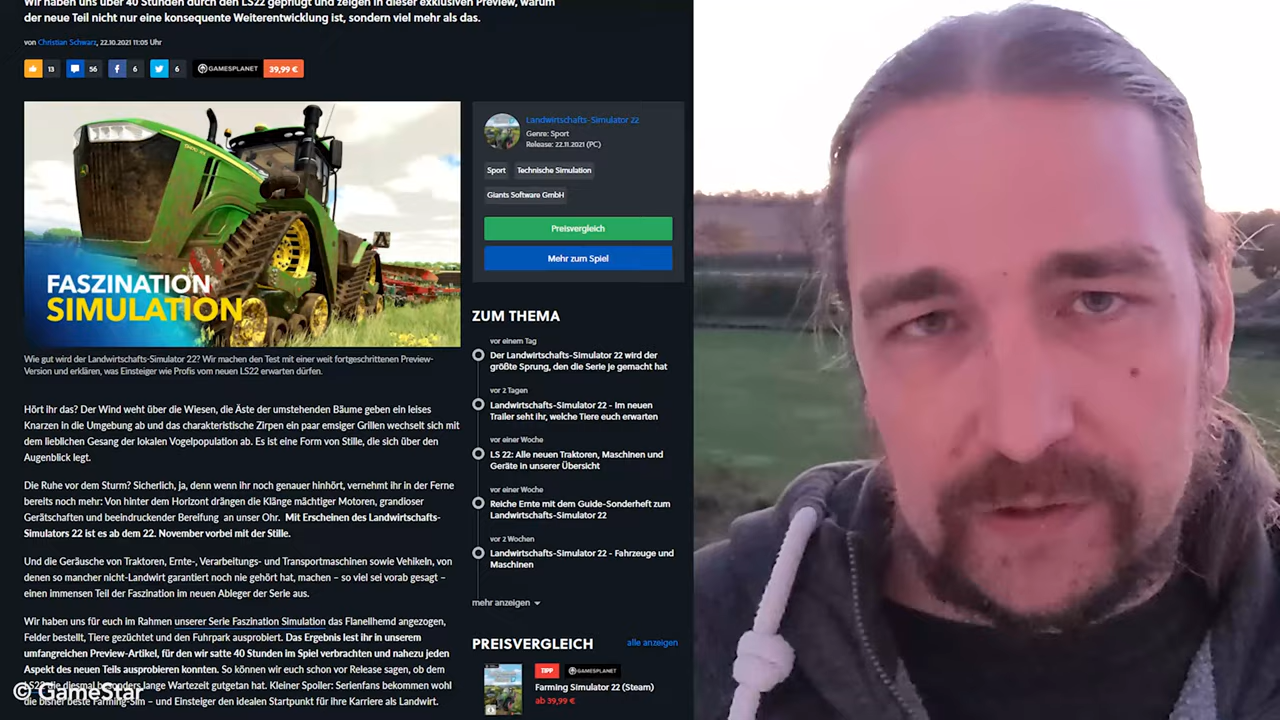 Wir haben uns über 40 Stunden durch den LS22 gepflügt und zeigen in dieser exklusiven Preview, warum
der neue Teil nicht nur eine konsequente Weiterentwicklung ist, sondern viel mehr als das.
von Christian Schwarz, 22.10.2021 11:05 Uhr
13 56 6 6 GAMESPLANET 39,99 €
FASZINATION
SIMULATION
Wie gut wird der Landwirtschafts-Simulator 22? Wir machen den Test mit einer weit fortgeschrittenen Preview-
Version und erklären, was Einsteiger wie Profis vom neuen LS22 erwarten dürfen.
Hört ihr das? Der Wind weht über die Wiesen, die Äste der umstehenden Bäume geben ein leises
Knarzen in die Umgebung ab und das charakteristische Zirpen ein paar emsiger Grillen wechselt sich mit
dem lieblichen Gesang der lokalen Vogelpopulation ab. Es ist eine Form von Stille, die sich über den
Augenblick legt.
Die Ruhe vor dem Sturm? Sicherlich, ja, denn wenn ihr noch genauer hinhört, vernehmt ihr in der Ferne
bereits noch mehr: Von hinter dem Horizont drängen die Klänge mächtiger Motoren, grandioser
Gerätschaften und beeindruckender Bereifung an unser Ohr. Mit Erscheinen des Landwirtschafts-
Simulators 22 ist es ab dem 22. November vorbei mit der Stille.
Und die Geräusche von Traktoren, Ernte-, Verarbeitungs- und Transportmaschinen sowie Vehikeln, von
denen so mancher nicht-Landwirt garantiert noch nie gehört hat, machen – so viel sei vorab gesagt –
einen immensen Teil der Faszination im neuen Ableger der Serie aus.
Wir haben uns für euch im Rahmen unserer Serie Faszination Simulation das Flanellhemd angezogen,
Felder bestellt, Tiere gezüchtet und den Fuhrpark ausprobiert. Das Ergebnis lest ihr in unserem
umfangreichen Preview-Artikel, für den wir satte 40 Stunden im Spiel verbrachten und nahezu jeden
Aspekt des neuen Teils ausprobieren konnten. So können wir euch schon vor Release sagen, ob dem
LS22 die diesmal besonders lange Wartezeit gutgetan hat. Kleiner Spoiler: Serienfans bekommen wohl
die bisher beste Farming-Sim – und Einsteiger den idealen Startpunkt für ihre Karriere als Landwirt.
© GameStar
Landwirtschafts-Simulator 22
Genre: Sport
Release: 22.11.2021 (PC)
Sport Technische Simulation
Giants Software GmbH
Preisvergleich
Mehr zum Spiel
ZUM THEMA
vor einem Tag
Der Landwirtschafts-Simulator 22 wird der
größte Sprung, den die Serie je gemacht hat
vor 2 Tagen
Landwirtschafts-Simulator 22 - Im neuen
Trailer seht ihr, welche Tiere euch erwarten
vor einer Woche
LS 22: Alle neuen Traktoren, Maschinen und
Geräte in unserer Übersicht
vor einer Woche
Reiche Ernte mit dem Guide-Sonderheft zum
Landwirtschafts-Simulator 22
vor 2 Wochen
Landwirtschafts-Simulator 22 - Fahrzeuge und
Maschinen
mehr anzeigen
PREISVERGLEICH alle anzeigen
TIPP GAMESPLANET
Farming Simulator 22 (Steam)
ab 39,99 €